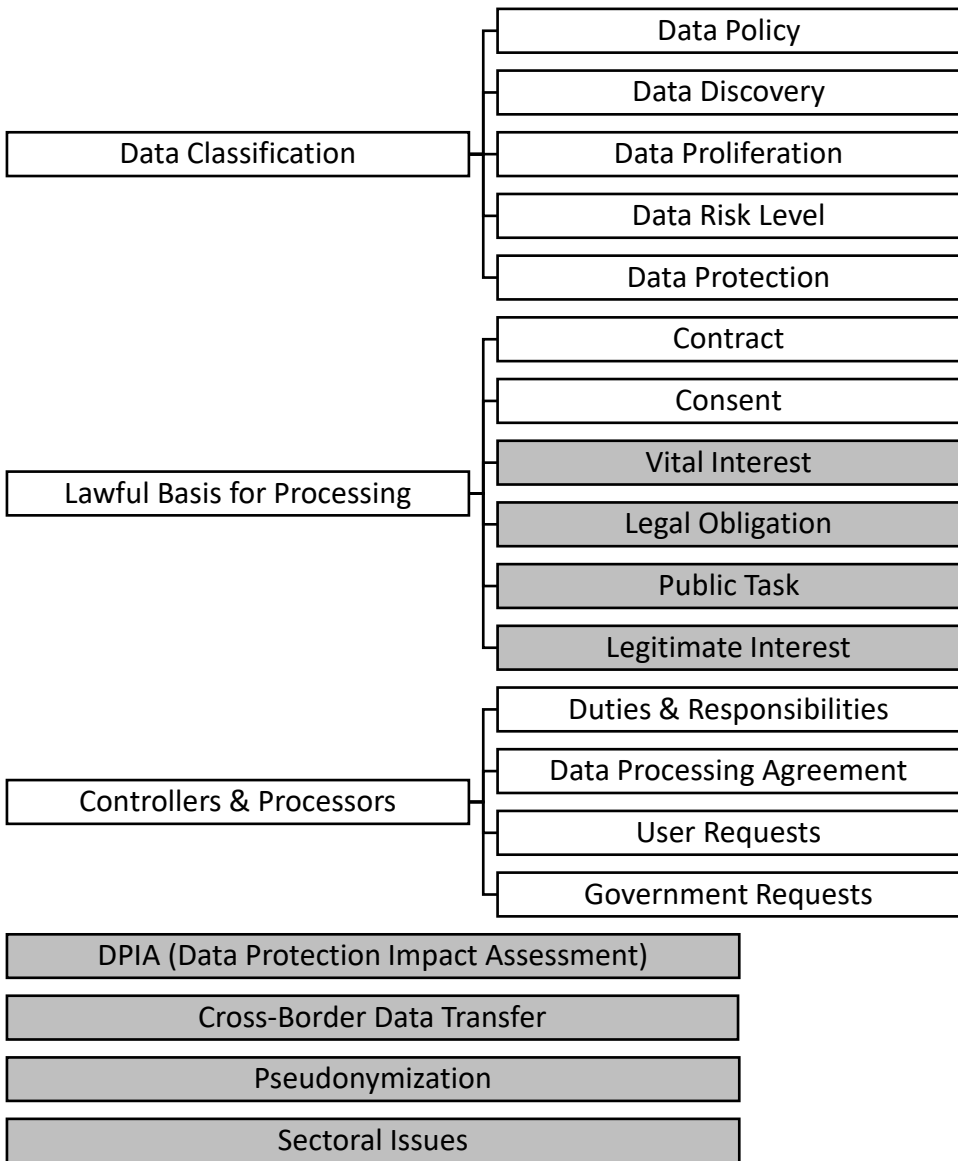 Data Classification
Data Policy
Data Discovery
Data Proliferation
Data Risk Level
Data Protection
Lawful Basis for Processing
Contract
Consent
Vital Interest
Legal Obligation
Public Task
Legitimate Interest
Controllers & Processors
Duties & Responsibilities
Data Processing Agreement
User Requests
Government Requests
DPIA (Data Protection Impact Assessment)
Cross-Border Data Transfer
Pseudonymization
Sectoral Issues